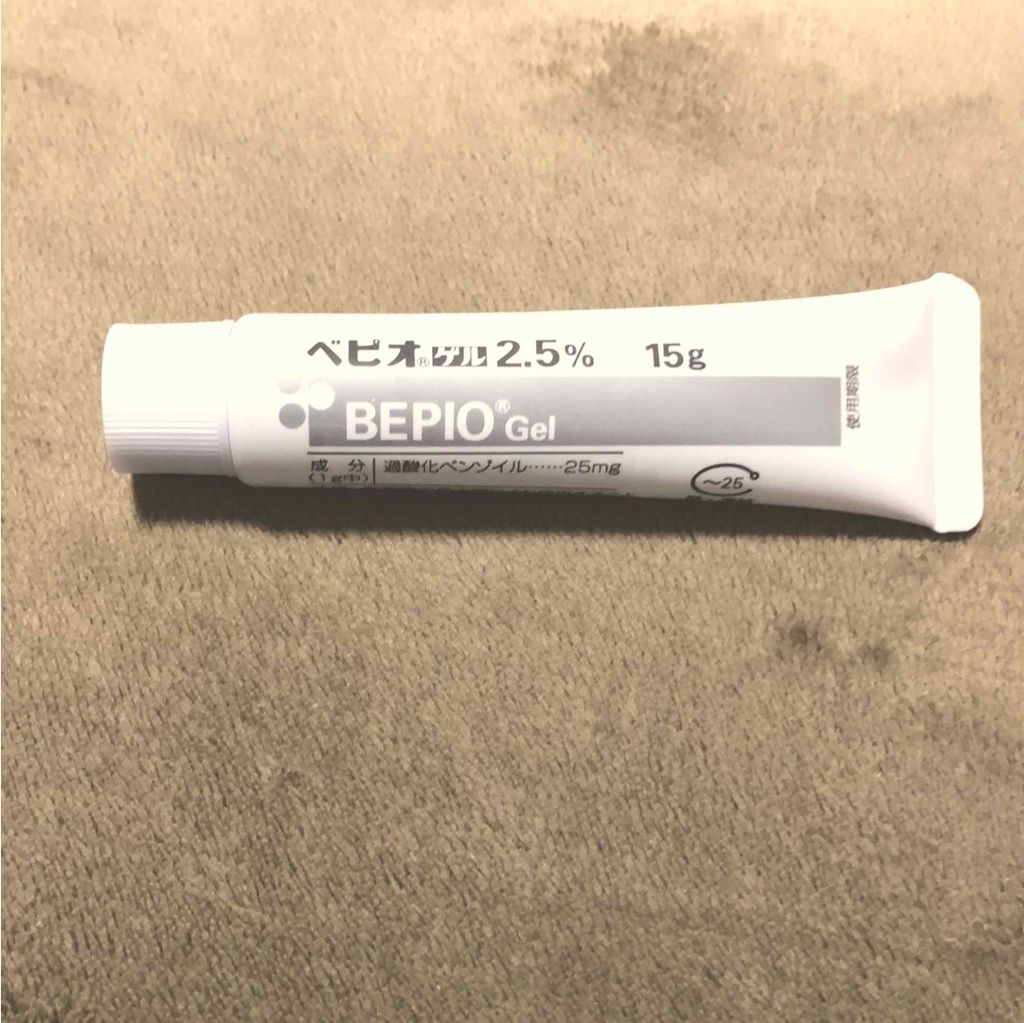 ベピオ®ゲル2.5% 15g
BEPIO® Gel
成分(1g中) 過酸化ベンゾイル……25mg
～25°
使用期限